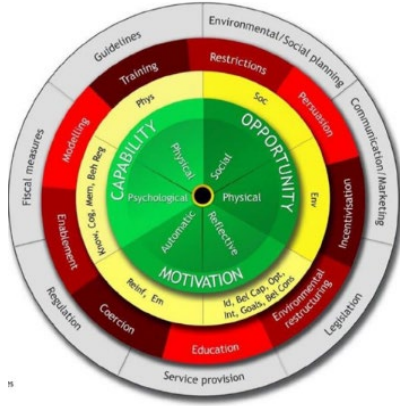 Environmental/Social planning
Communication/Marketing
Legislation
Service provision
Regulation
Fiscal measures
Guidelines
Restrictions
Persuasion
Incentivisation
Environmental
restructuring
Education
Coercion
Enablement
Modelling
Training
Soc
Env
Id, Bel Cap, Opt,
Int, Goals, Bel Cons
Reinf, Em
Know, Cog, Mem, Beh Reg
Phys
CAPABILITY
OPPORTUNITY
MOTIVATION
Physical
Social
Psychological
Physical
Automatic
Reflective
es